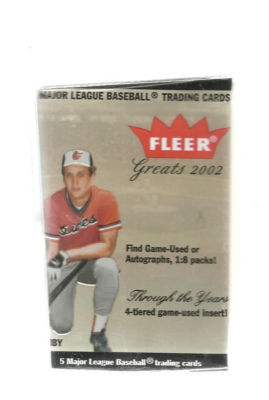 MAJOR LEAGUE BASEBALL® TRADING CARDS
FLEER®
Greats 2002
Find Game-Used or
Autographs, 1:8 packs!
Through the Years
4-tiered game-used insert!
BY
5 Major League Baseball® trading cards